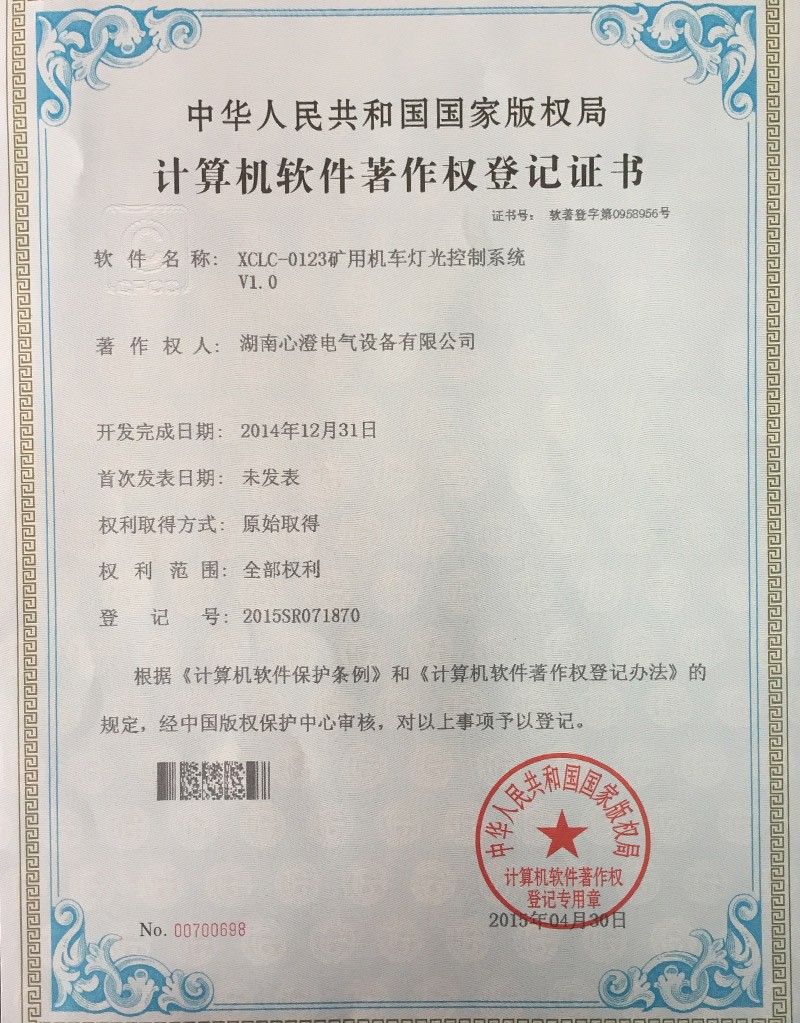 中华人民共和国国家版权局
计算机软件著作权登记证书
证书号： 软著登字第0958956号
软件名称： XCLC-0123矿用机车灯光控制系统
V1.0
著作权人： 湖南心澄电气设备有限公司
开发完成日期： 2014年12月31日
首次发表日期： 未发表
权利取得方式： 原始取得
权利范围： 全部权利
登记号： 2015SR071870
根据《计算机软件保护条例》和《计算机软件著作权登记办法》的
规定，经中国版权保护中心审核，对以上事项予以登记。
中华人民共和国国家版权局
计算机软件著作权
登记专用章
2015年04月30日
No. 00700698